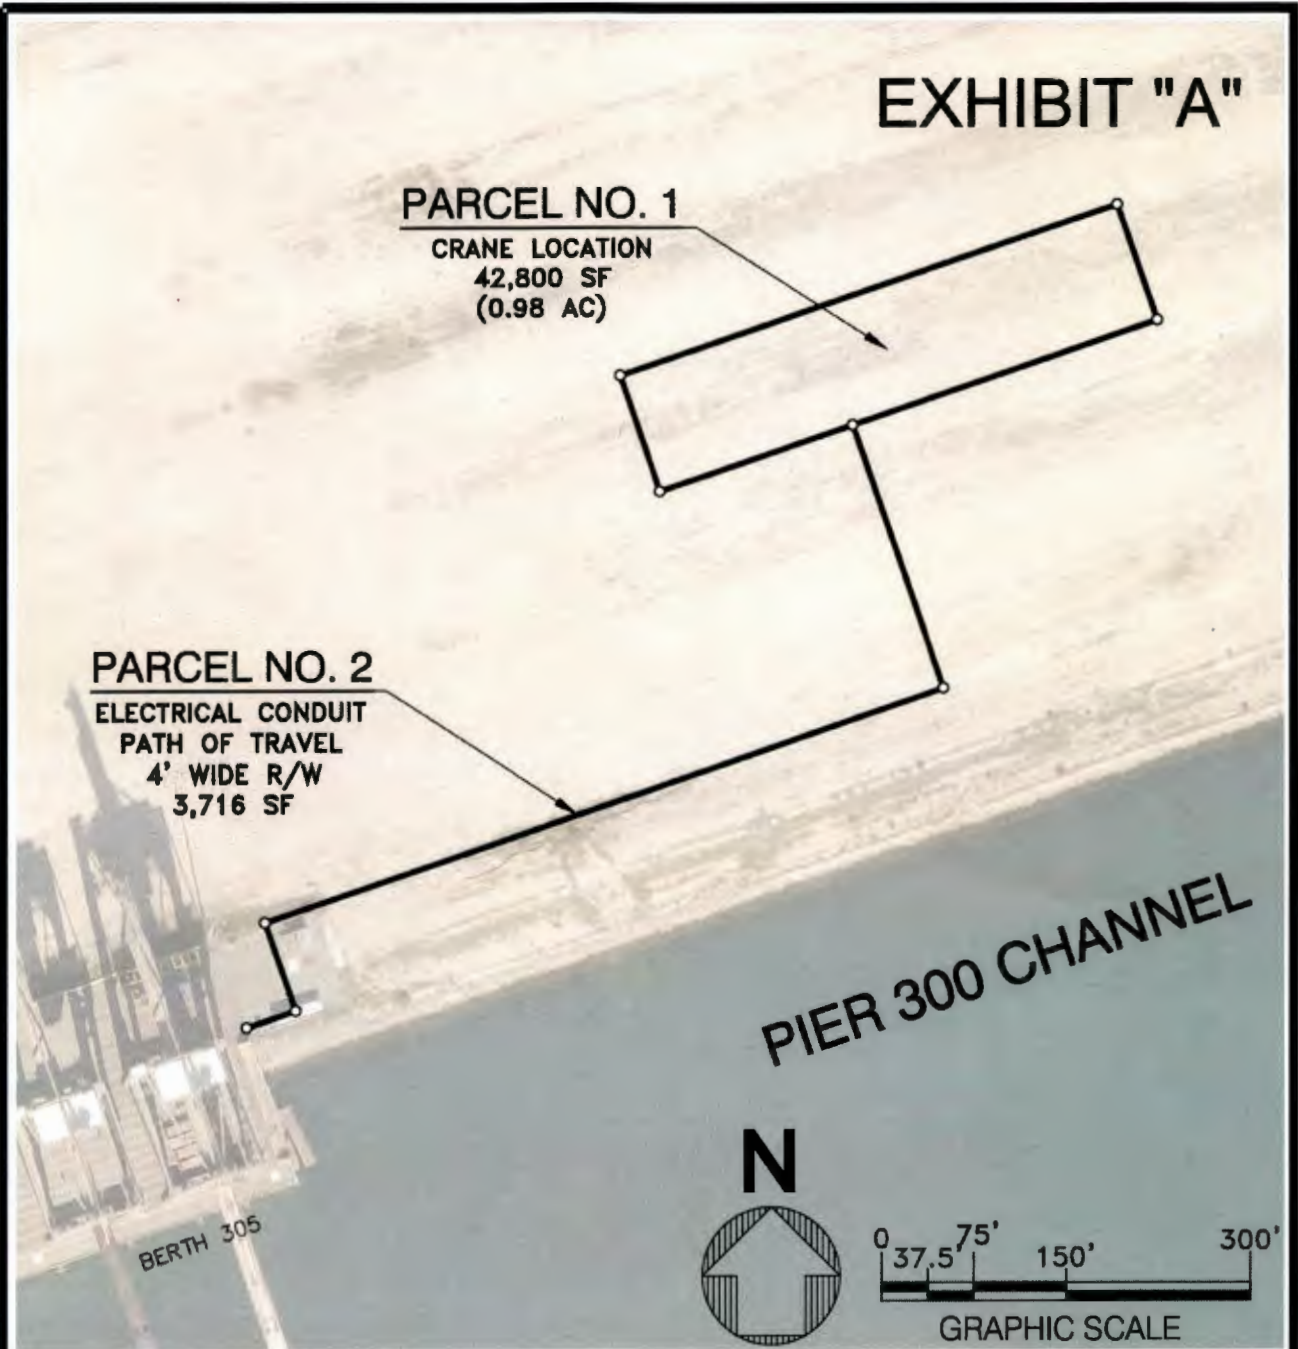 EXHIBIT "A"
PARCEL NO. 1
CRANE LOCATION
42,800 SF
(0.98 AC)
PARCEL NO. 2
ELECTRICAL CONDUIT
PATH OF TRAVEL
4' WIDE R/W
3,716 SF
PIER 300 CHANNEL
BERTH 305
N
0 37.5' 75' 150' 300'
GRAPHIC SCALE